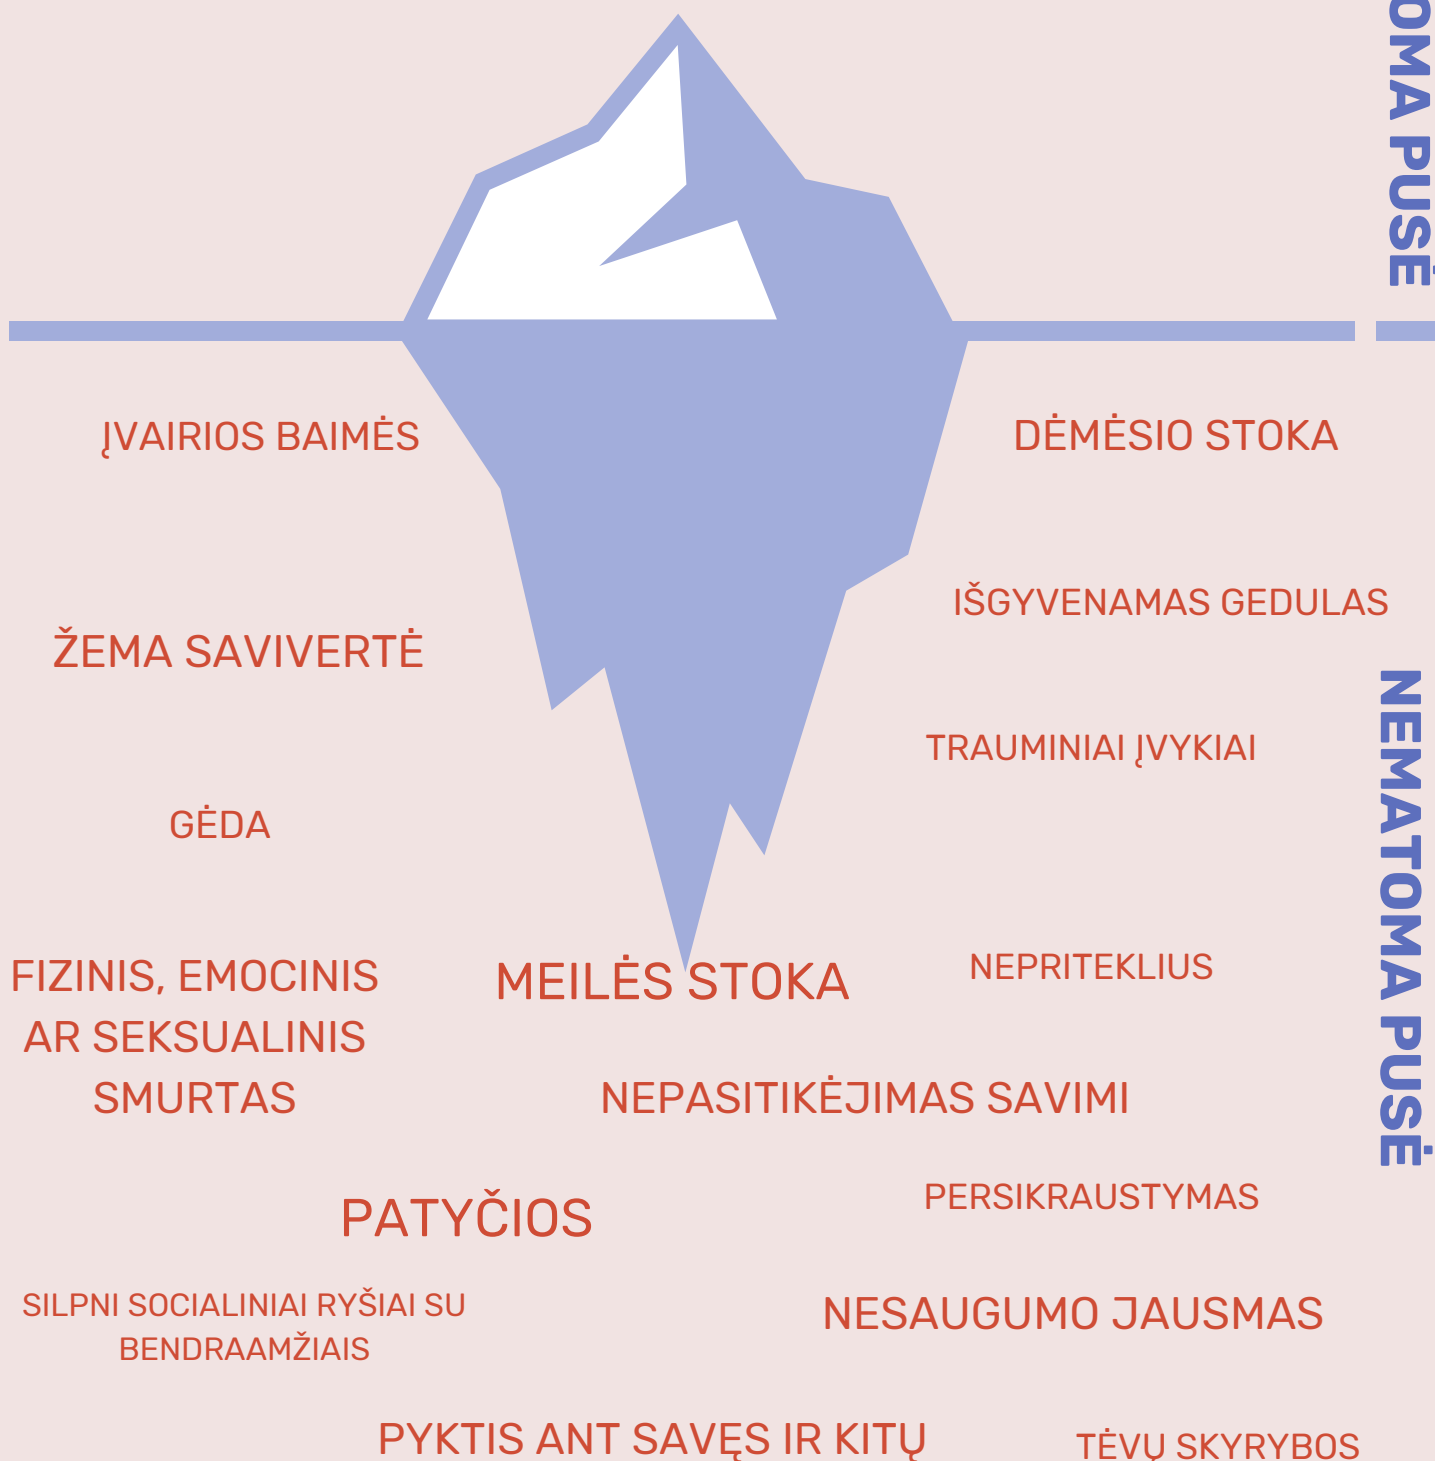 OMA PUSĖ
ĮVAIRIOS BAIMĖS
DĖMĖSIO STOKA
IŠGYVENAMAS GEDULAS
ŽEMA SAVIVERTĖ
NEMATOMA PUSĖ
TRAUMINIAI ĮVYKIAI
GĖDA
FIZINIS, EMOCINIS
AR SEKSUALINIS
SMURTAS
MEILĖS STOKA
NEPRITEKLIUS
NEPASITIKĖJIMAS SAVIMI
PATYČIOS
PERSIKRAUSTYMAS
SILPNI SOCIALINIAI RYŠIAI SU
BENDRAAMŽIAIS
NESAUGUMO JAUSMAS
PYKTIS ANT SAVĘS IR KITŲ
TĖVŲ SKYRYBOS